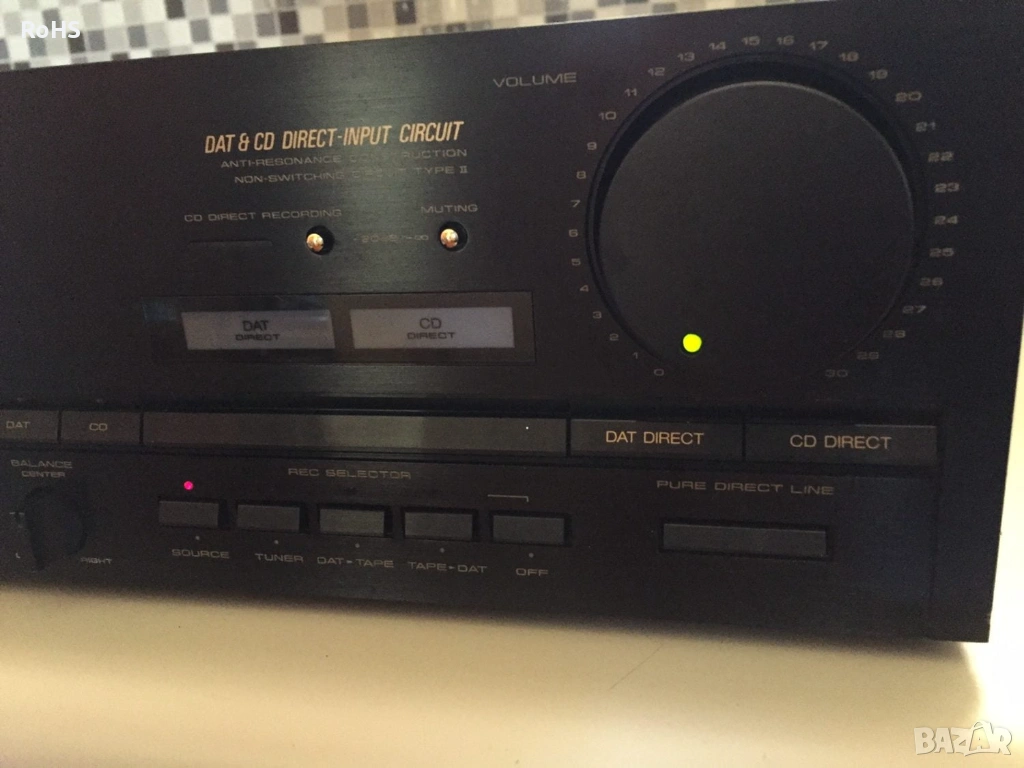 RoHS
VOLUME
0 1 2 3 4 5 6 7 8 9 10 11 12 13 14 15 16 17 18 19 20 21 22 23 24 25 26 27 28 29 30
DAT & CD DIRECT-INPUT CIRCUIT
ANTI-RESONANCE
NON-SWITCHING TYPE II
CD DIRECT RECORDING
MUTING
DAT DIRECT
CD DIRECT
DAT
CD
DAT DIRECT
CD DIRECT
BALANCE
CENTER
L
RIGHT
REC SELECTOR
PURE DIRECT LINE
SOURCE
TUNER
DAT▸TAPE
TAPE▸DAT
OFF
BAZAR